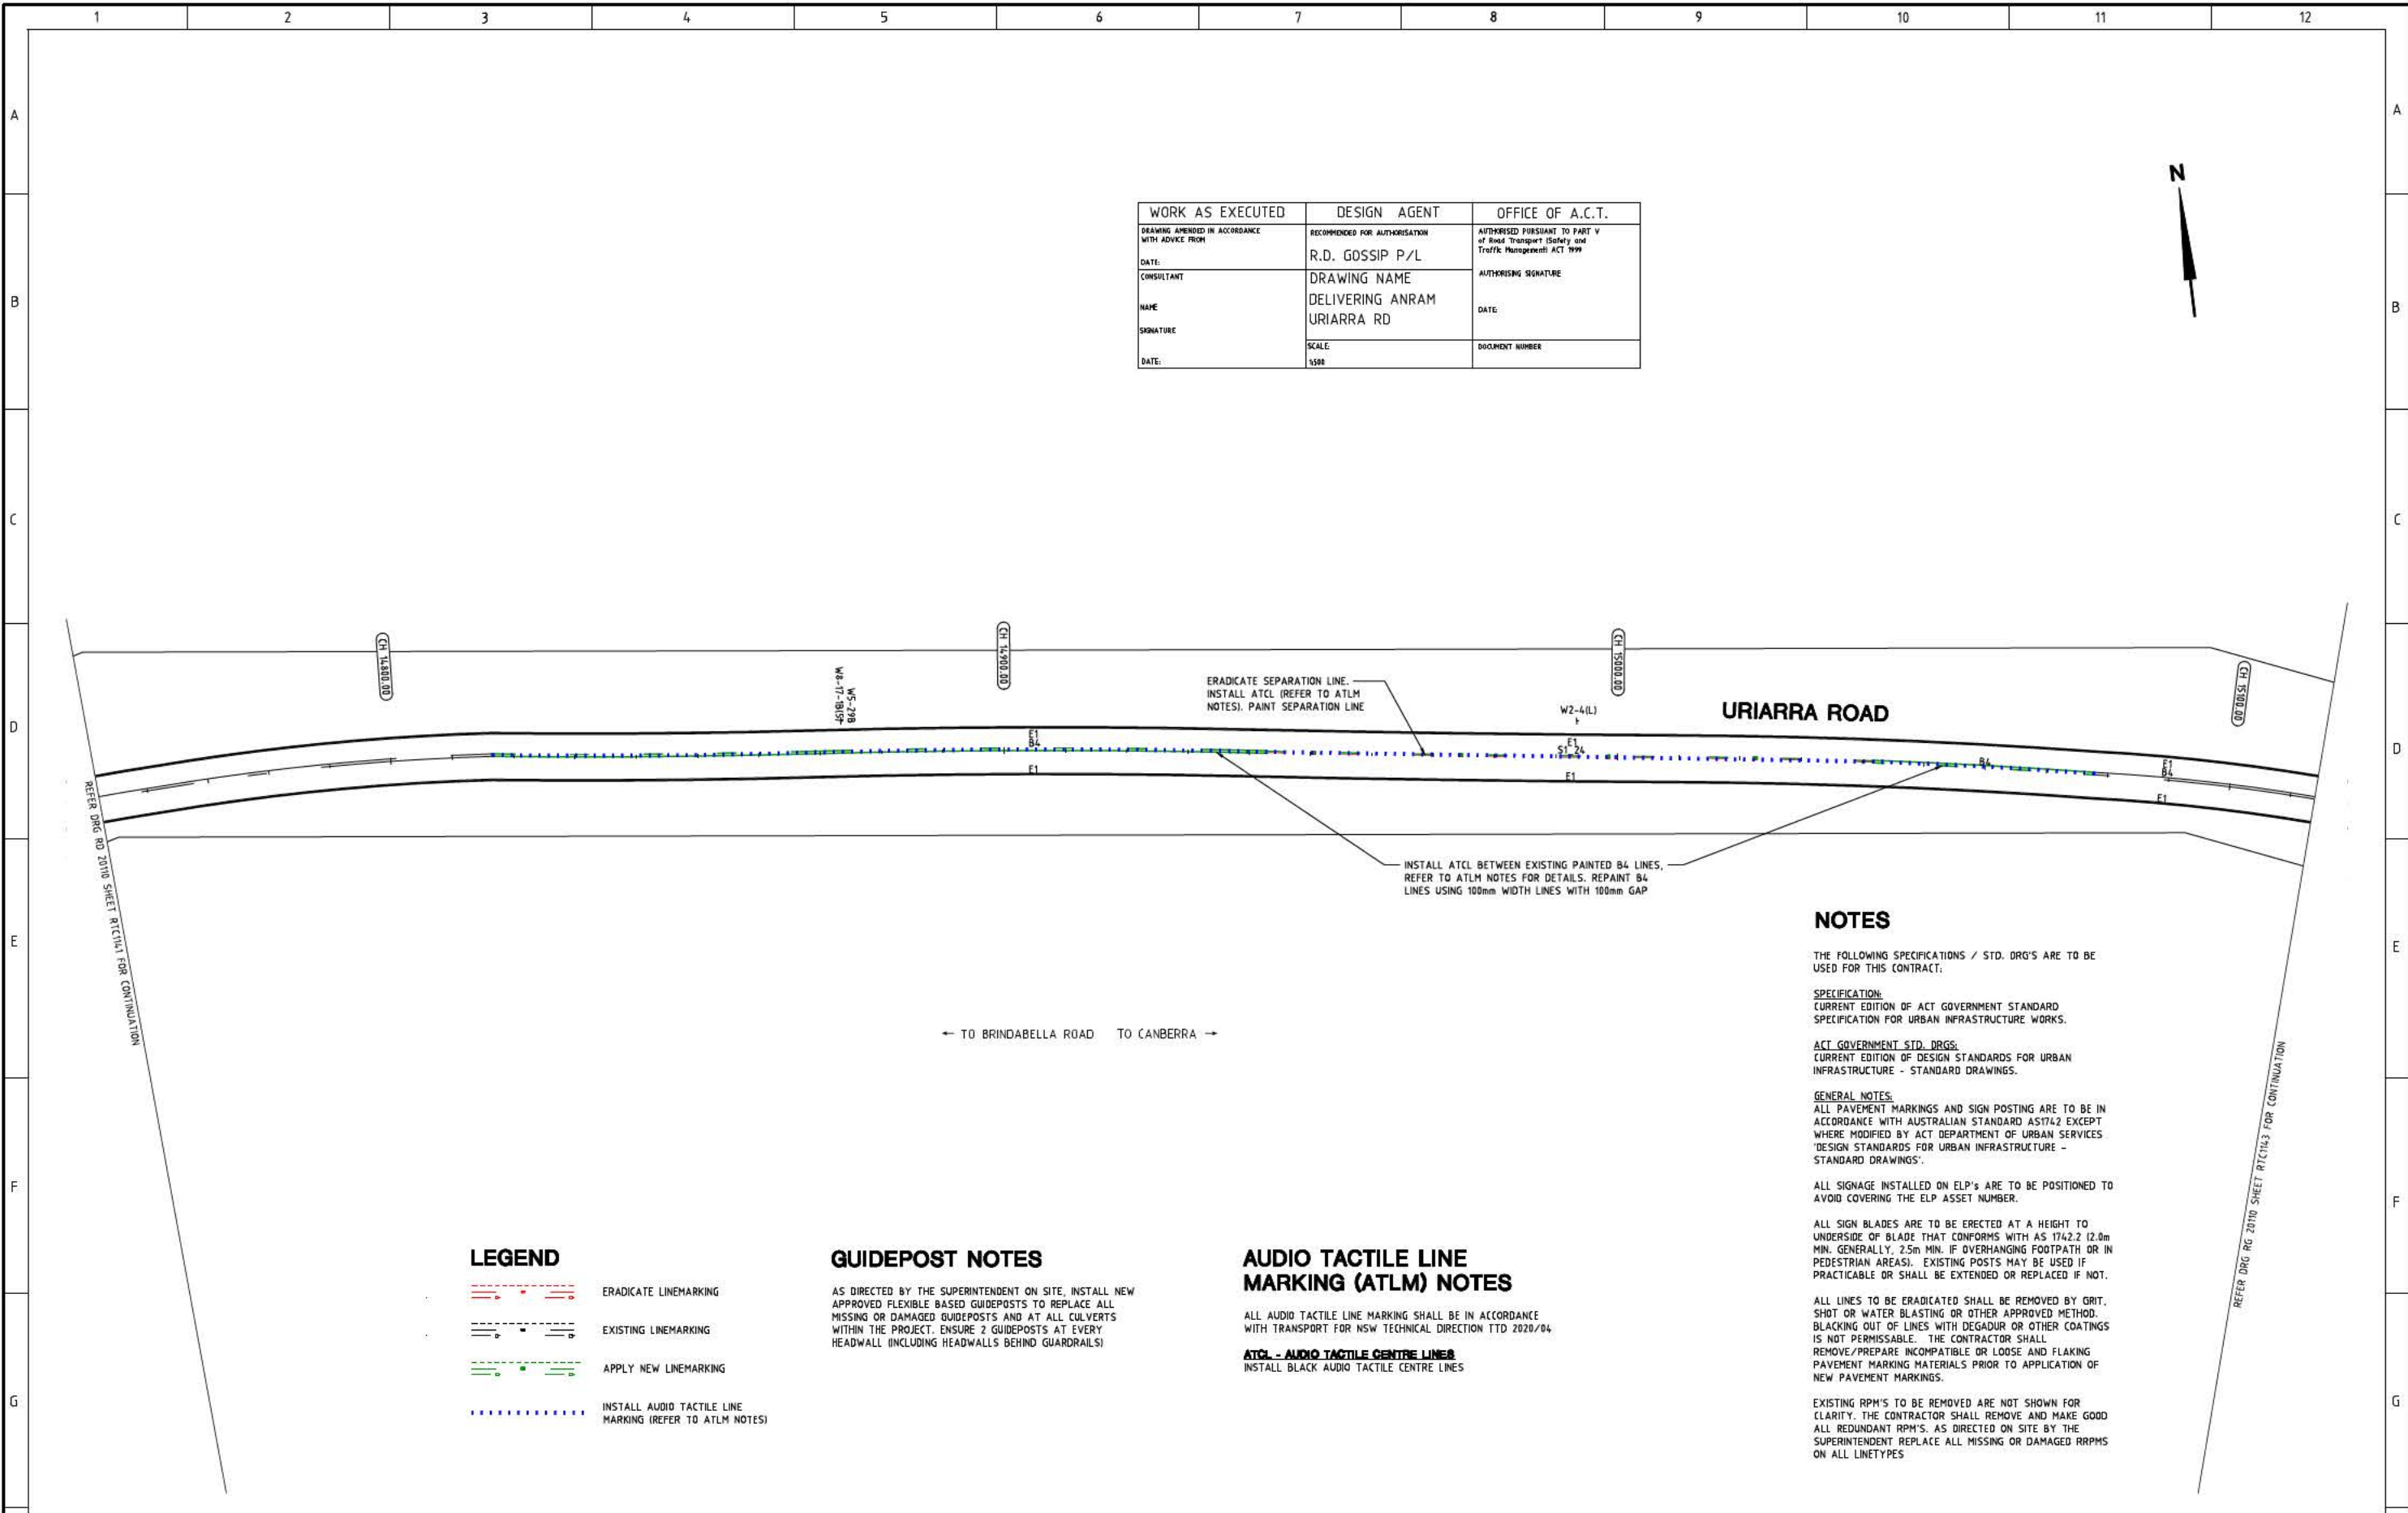 1 2 3 4 5 6 7 8 9 10 11 12
A A
B B
C C
D D
E E
F F
G G
N
WORK AS EXECUTED
DRAWING AMENDED IN ACCORDANCE
WITH ADVICE FROM
DATE:
CONSULTANT
NAME
SIGNATURE
DATE:
DESIGN AGENT
RECOMMENDED FOR AUTHORISATION
R.D. GOSSIP P/L
DRAWING NAME
DELIVERING ANRAM
URIARRA RD
SCALE:
OFFICE OF A.C.T.
AUTHORISED PURSUANT TO PART V
of Road Transport (Safety and
Traffic Management) ACT 1999
AUTHORISING SIGNATURE
DATE:
DOCUMENT NUMBER
CH 14800.00
CH 14900.00
CH 15000.00
CH 15100.00
W5-29B
ERADICATE SEPARATION LINE.
INSTALL ATCL (REFER TO ATLM
NOTES). PAINT SEPARATION LINE
W2-4(L)
URIARRA ROAD
E1
B4
E1
E1
S1_24
E1
B4
E1
B4
E1
INSTALL ATCL BETWEEN EXISTING PAINTED B4 LINES,
REFER TO ATLM NOTES FOR DETAILS. REPAINT B4
LINES USING 100mm WIDTH LINES WITH 100mm GAP
REFER DRG RD 20110 SHEET RTC1141 FOR CONTINUATION
REFER DRG RG 20110 SHEET RTC1143 FOR CONTINUATION
← TO BRINDABELLA ROAD TO CANBERRA →
LEGEND
ERADICATE LINEMARKING
EXISTING LINEMARKING
APPLY NEW LINEMARKING
INSTALL AUDIO TACTILE LINE
MARKING (REFER TO ATLM NOTES)
GUIDEPOST NOTES
AS DIRECTED BY THE SUPERINTENDENT ON SITE, INSTALL NEW
APPROVED FLEXIBLE BASED GUIDEPOSTS TO REPLACE ALL
MISSING OR DAMAGED GUIDEPOSTS AND AT ALL CULVERTS
WITHIN THE PROJECT. ENSURE 2 GUIDEPOSTS AT EVERY
HEADWALL (INCLUDING HEADWALLS BEHIND GUARDRAILS)
AUDIO TACTILE LINE
MARKING (ATLM) NOTES
ALL AUDIO TACTILE LINE MARKING SHALL BE IN ACCORDANCE
WITH TRANSPORT FOR NSW TECHNICAL DIRECTION TTD 2020/04
ATCL - AUDIO TACTILE CENTRE LINES
INSTALL BLACK AUDIO TACTILE CENTRE LINES
NOTES
THE FOLLOWING SPECIFICATIONS / STD. DRG'S ARE TO BE
USED FOR THIS CONTRACT:
SPECIFICATION:
CURRENT EDITION OF ACT GOVERNMENT STANDARD
SPECIFICATION FOR URBAN INFRASTRUCTURE WORKS.
ACT GOVERNMENT STD. DRGS:
CURRENT EDITION OF DESIGN STANDARDS FOR URBAN
INFRASTRUCTURE - STANDARD DRAWINGS.
GENERAL NOTES:
ALL PAVEMENT MARKINGS AND SIGN POSTING ARE TO BE IN
ACCORDANCE WITH AUSTRALIAN STANDARD AS1742 EXCEPT
WHERE MODIFIED BY ACT DEPARTMENT OF URBAN SERVICES
'DESIGN STANDARDS FOR URBAN INFRASTRUCTURE -
STANDARD DRAWINGS'.
ALL SIGNAGE INSTALLED ON ELP's ARE TO BE POSITIONED TO
AVOID COVERING THE ELP ASSET NUMBER.
ALL SIGN BLADES ARE TO BE ERECTED AT A HEIGHT TO
UNDERSIDE OF BLADE THAT CONFORMS WITH AS 1742.2 (2.0m
MIN. GENERALLY, 2.5m MIN. IF OVERHANGING FOOTPATH OR IN
PEDESTRIAN AREAS). EXISTING POSTS MAY BE USED IF
PRACTICABLE OR SHALL BE EXTENDED OR REPLACED IF NOT.
ALL LINES TO BE ERADICATED SHALL BE REMOVED BY GRIT,
SHOT OR WATER BLASTING OR OTHER APPROVED METHOD.
BLACKING OUT OF LINES WITH DEGADUR OR OTHER COATINGS
IS NOT PERMISSABLE. THE CONTRACTOR SHALL
REMOVE/PREPARE INCOMPATIBLE OR LOOSE AND FLAKING
PAVEMENT MARKING MATERIALS PRIOR TO APPLICATION OF
NEW PAVEMENT MARKINGS.
EXISTING RPM'S TO BE REMOVED ARE NOT SHOWN FOR
CLARITY. THE CONTRACTOR SHALL REMOVE AND MAKE GOOD
ALL REDUNDANT RPM'S. AS DIRECTED ON SITE BY THE
SUPERINTENDENT REPLACE ALL MISSING OR DAMAGED RRPMS
ON ALL LINETYPES